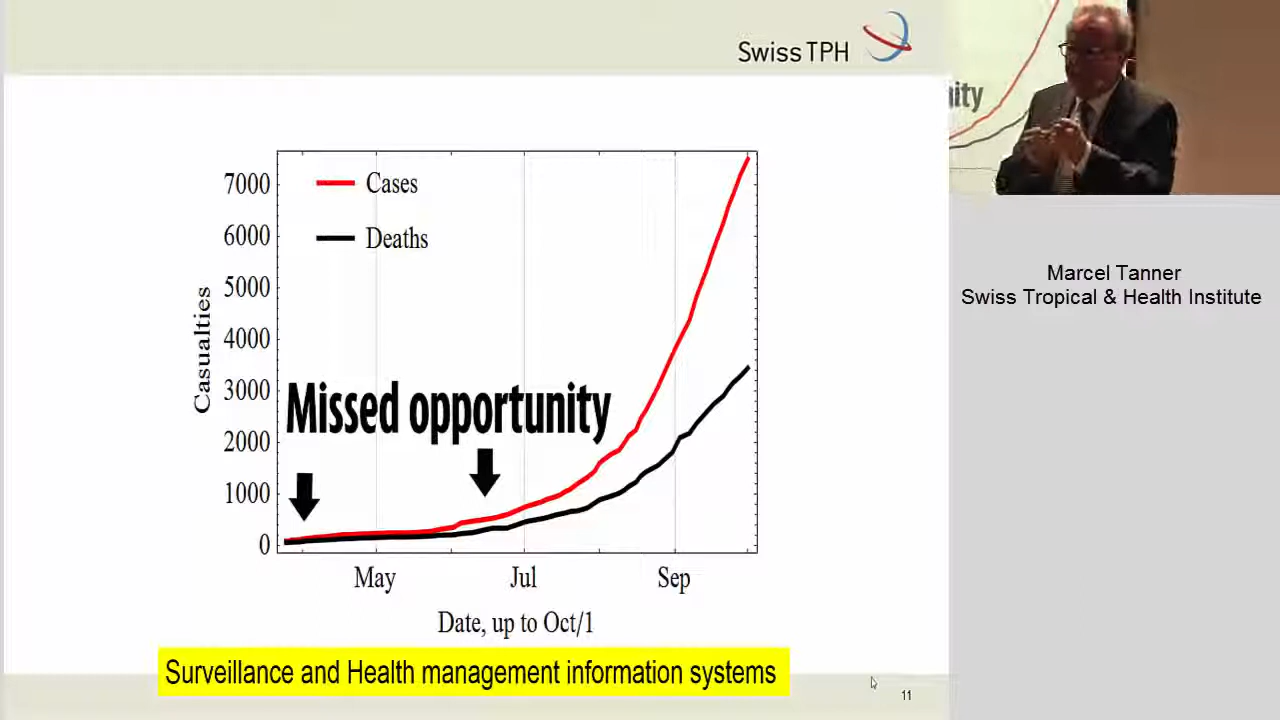 Swiss TPH
ity
Marcel Tanner
Swiss Tropical & Health Institute
Cases
Deaths
7000
6000
5000
4000
3000
2000
1000
0
Casualties
Missed opportunity
May
Jul
Sep
Date, up to Oct/1
Surveillance and Health management information systems
11